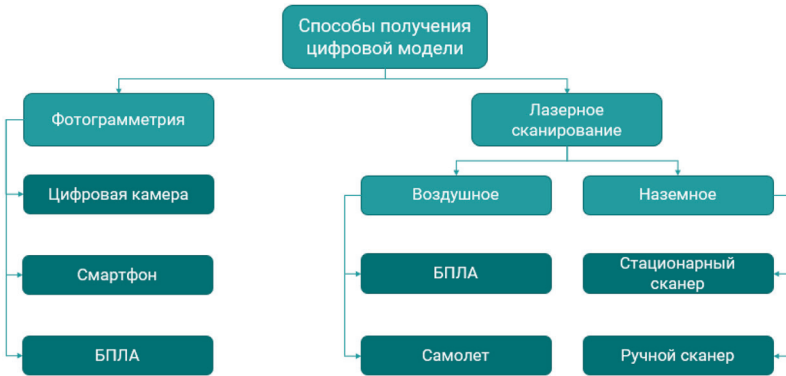 Способы получения
цифровой модели
Фотограмметрия
Лазерное
сканирование
Цифровая камера
Воздушное
Наземное
Смартфон
БПЛА
Стационарный
сканер
БПЛА
Самолет
Ручной сканер